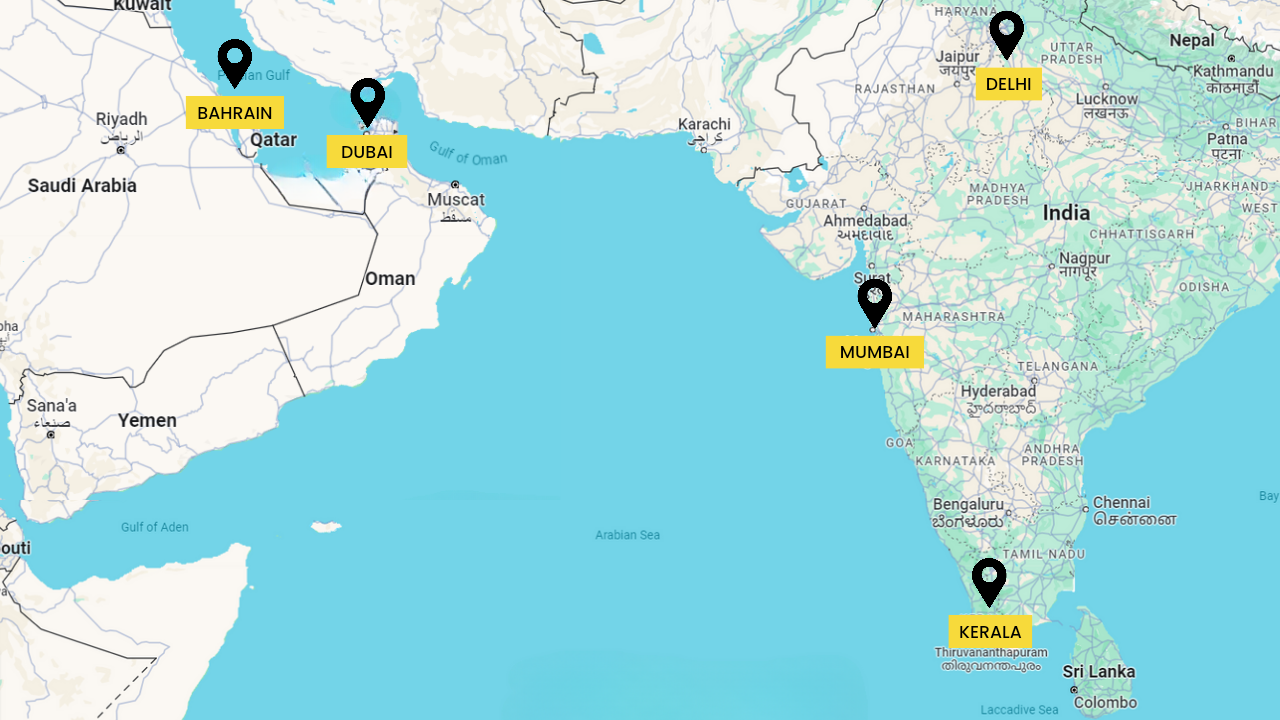 Kuwait
Persian Gulf
BAHRAIN
Riyadh
الرياض
Qatar
DUBAI
Saudi Arabia
Gulf of Oman
Muscat
مسقط
Oman
Sana'a
صنعاء
Yemen
Gulf of Aden
outi
Arabian Sea
Karachi
کراچی
HARYANA
DELHI
Jaipur
जयपुर
RAJASTHAN
UTTAR
PRADESH
Nepal
Kathmandu
काठमाडौँ
Lucknow
लखनऊ
Patna
पटना
BIHAR
JHARKHAND
WEST
GUJARAT
Ahmedabad
અમદાવાદ
MADHYA
PRADESH
India
CHHATTISGARH
Nagpur
नागपूर
ODISHA
Surat
MUMBAI
MAHARASHTRA
TELANGANA
Hyderabad
హైదరాబాద్
GOA
KARNATAKA
ANDHRA
PRADESH
Bengaluru
ಬೆಂಗಳೂರು
Chennai
சென்னை
Bay
TAMIL NADU
KERALA
Thiruvananthapuram
തിരുവനന്തപുരം
Sri Lanka
Colombo
Laccadive Sea